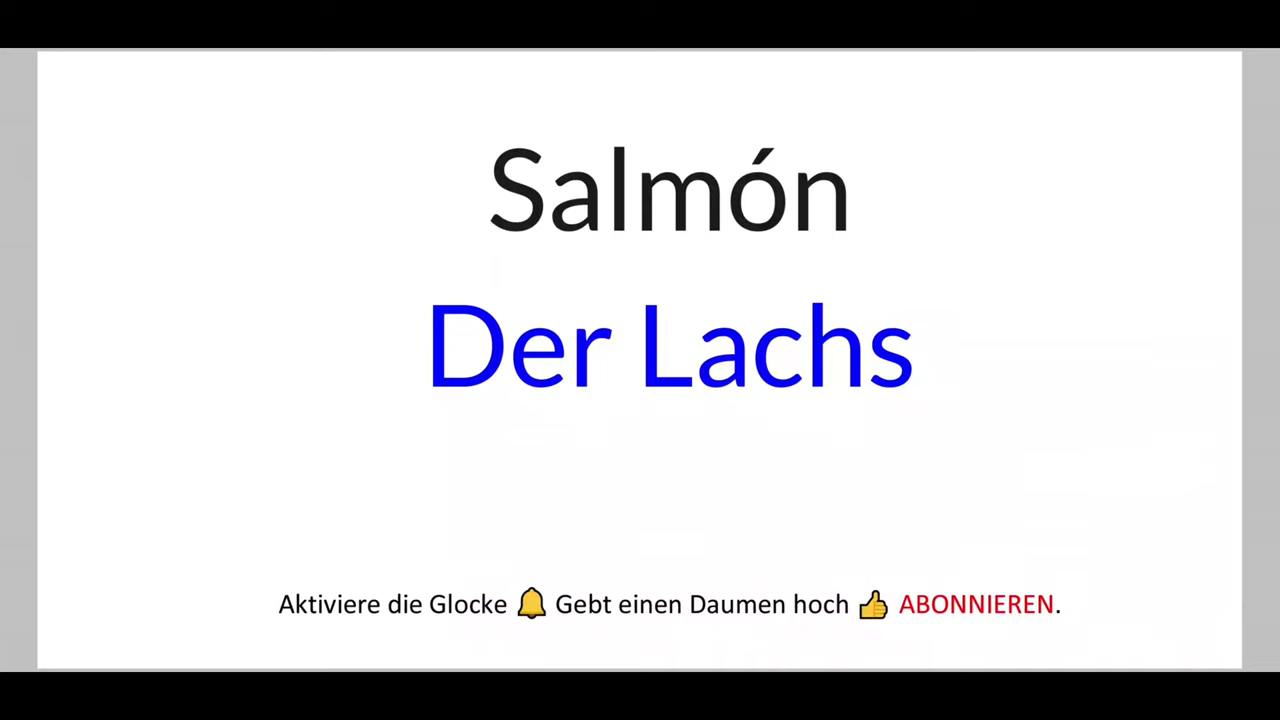 Salmón
Der Lachs
Aktiviere die Glocke 🔔 Gebt einen Daumen hoch 👍 ABONNIEREN.